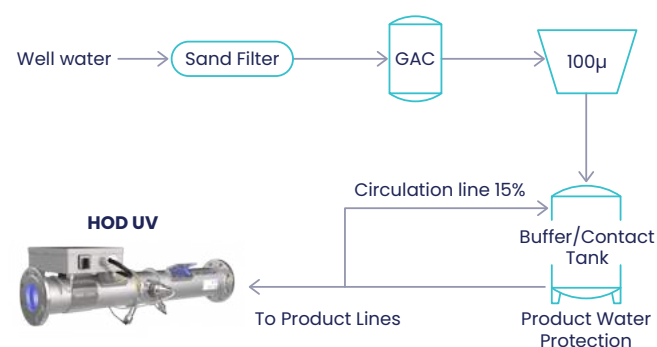 Well water
Sand Filter
GAC
100µ
Circulation line 15%
HOD UV
Buffer/Contact
Tank
To Product Lines
Product Water
Protection